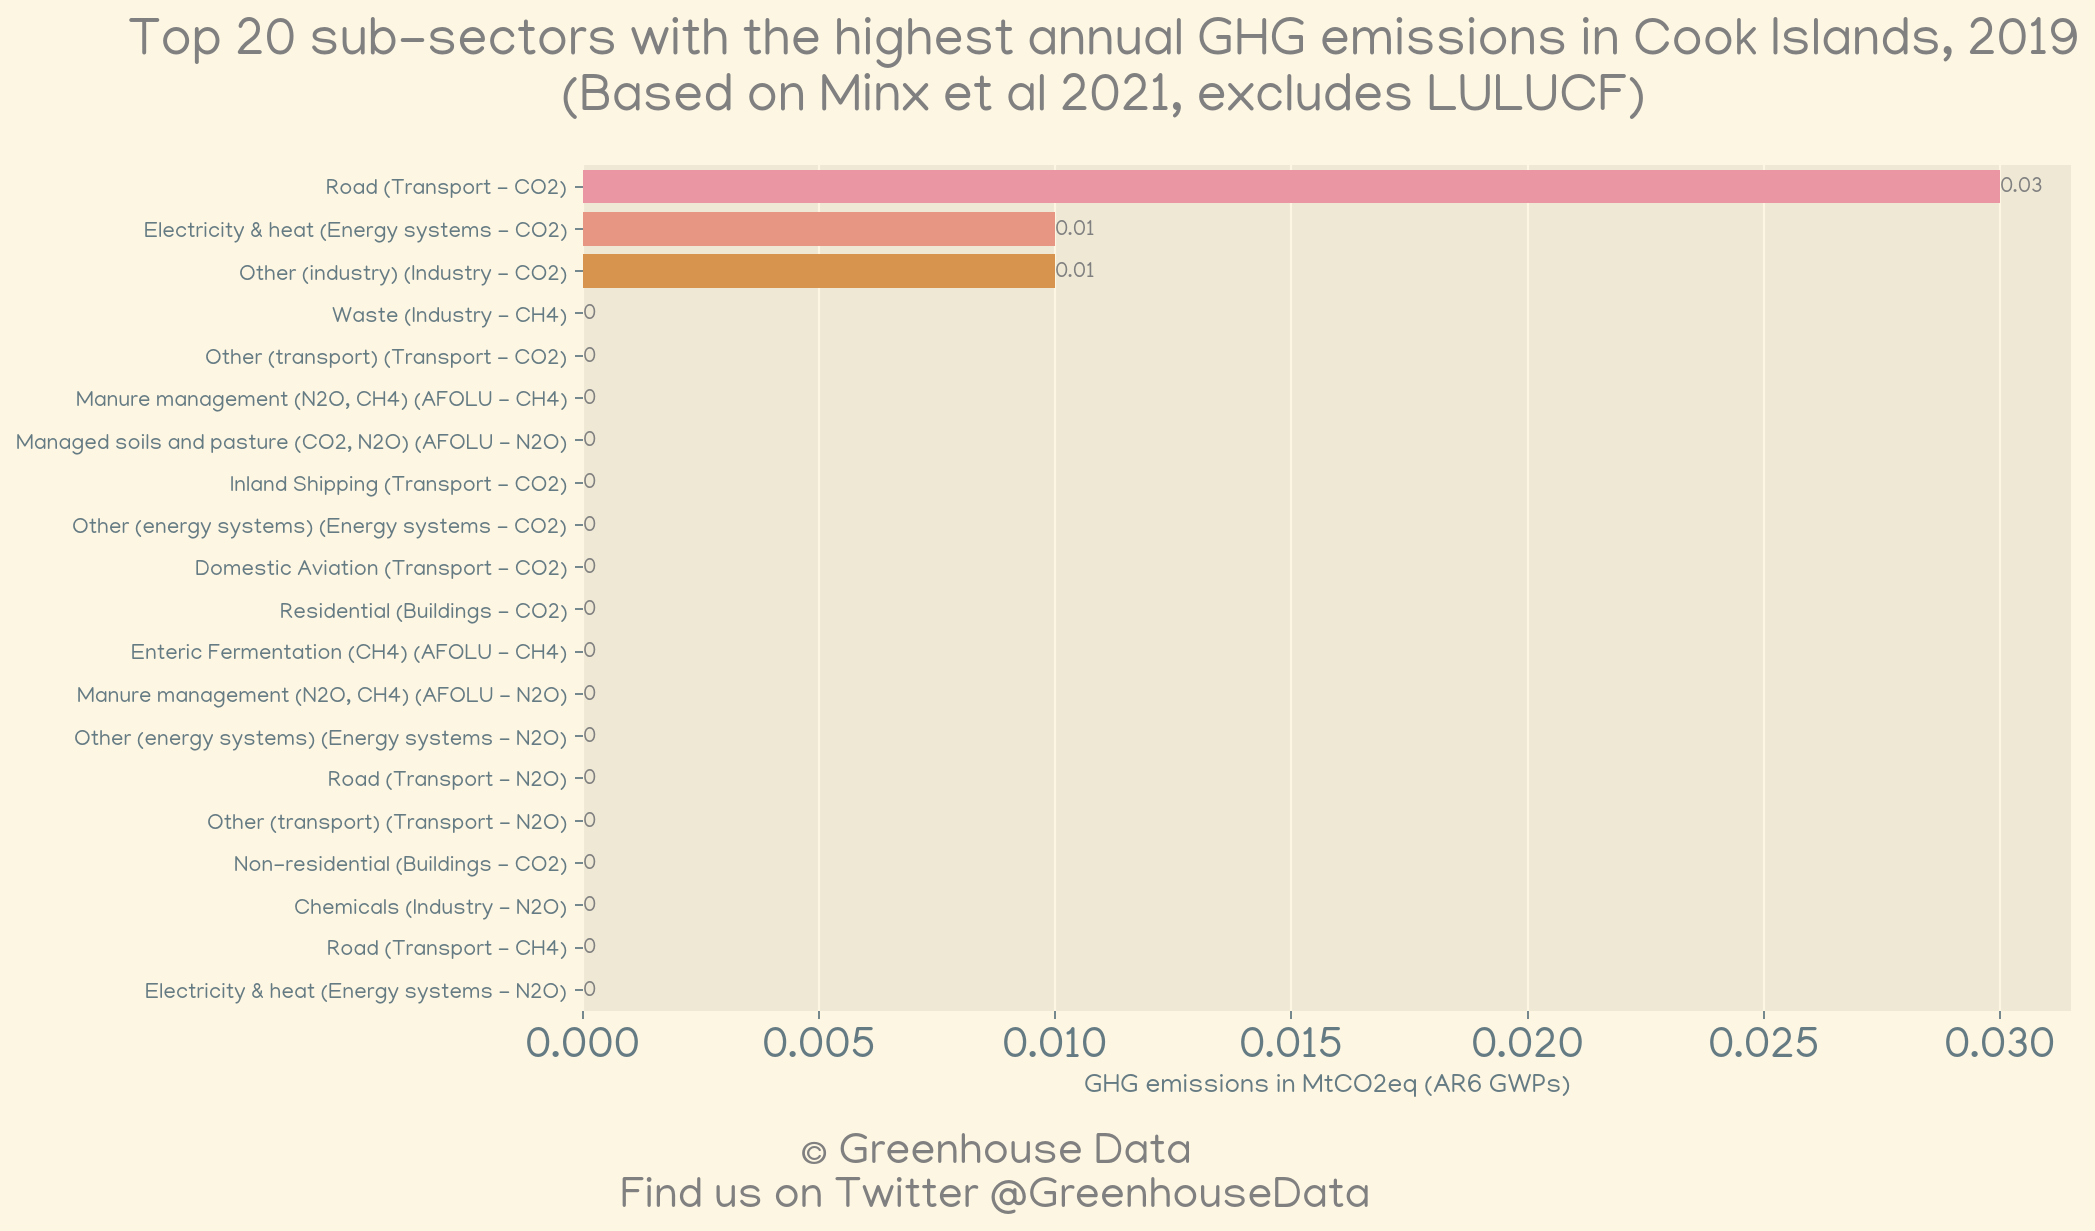 Top 20 sub-sectors with the highest annual GHG emissions in Cook Islands, 2019
(Based on Minx et al 2021, excludes LULUCF)
Road (Transport - CO2) 0.03
Electricity & heat (Energy systems - CO2) 0.01
Other (industry) (Industry - CO2) 0.01
Waste (Industry - CH4) 0
Other (transport) (Transport - CO2) 0
Manure management (N2O, CH4) (AFOLU - CH4) 0
Managed soils and pasture (CO2, N2O) (AFOLU - N2O) 0
Inland Shipping (Transport - CO2) 0
Other (energy systems) (Energy systems - CO2) 0
Domestic Aviation (Transport - CO2) 0
Residential (Buildings - CO2) 0
Enteric Fermentation (CH4) (AFOLU - CH4) 0
Manure management (N2O, CH4) (AFOLU - N2O) 0
Other (energy systems) (Energy systems - N2O) 0
Road (Transport - N2O) 0
Other (transport) (Transport - N2O) 0
Non-residential (Buildings - CO2) 0
Chemicals (Industry - N2O) 0
Road (Transport - CH4) 0
Electricity & heat (Energy systems - N2O) 0
0.000 0.005 0.010 0.015 0.020 0.025 0.030
GHG emissions in MtCO2eq (AR6 GWPs)
© Greenhouse Data
Find us on Twitter @GreenhouseData